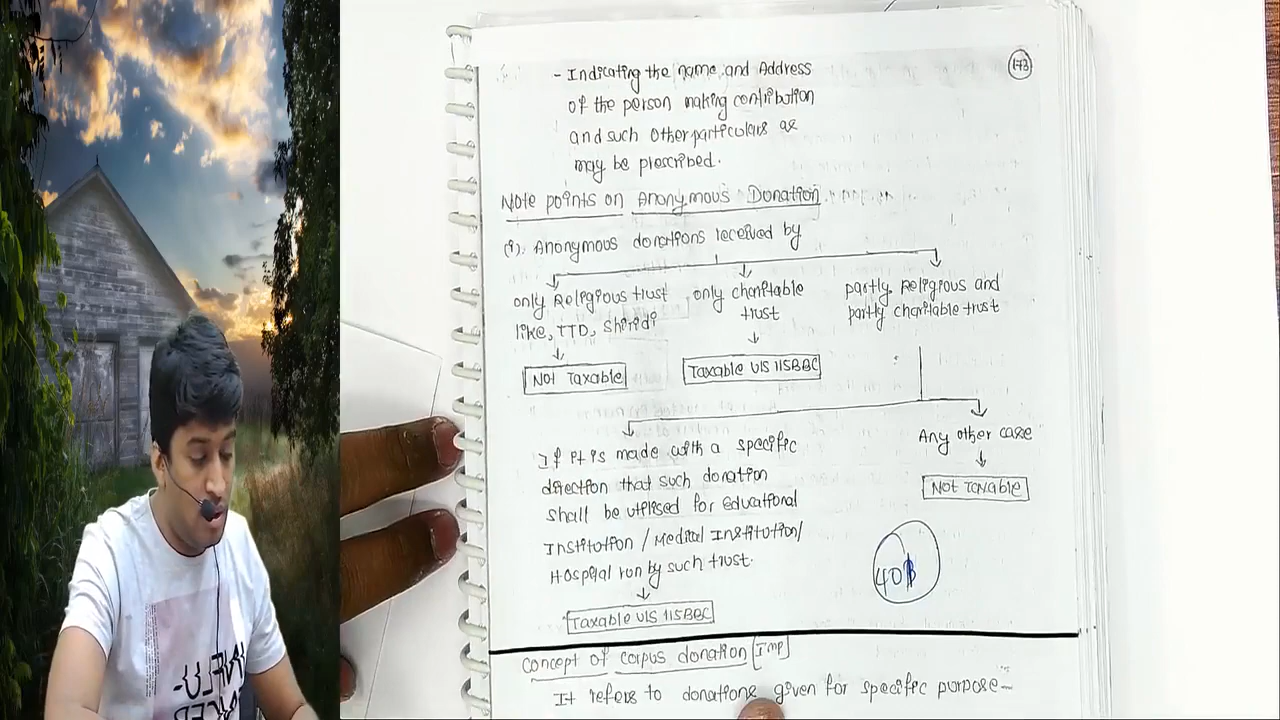 - Indicating the name and Address
173
of the person making contribution
and such other particulars as
may be prescribed.
Note points on Anonymous Donation
(i). Anonymous donations received by
only Religious trust
like, TTD, Shiridi
only charitable
trust
partly Religious and
partly charitable trust
Not Taxable
Taxable U/S 115BBC
If it is made with a specific
direction that such donation
shall be utilised for educational
Institution / Medical Institution /
Hospital run by such trust.
Taxable U/S 115BBC
Any other case
Not Taxable
Concept of corpus donation [Imp]
It refers to donations given for specific purpose-